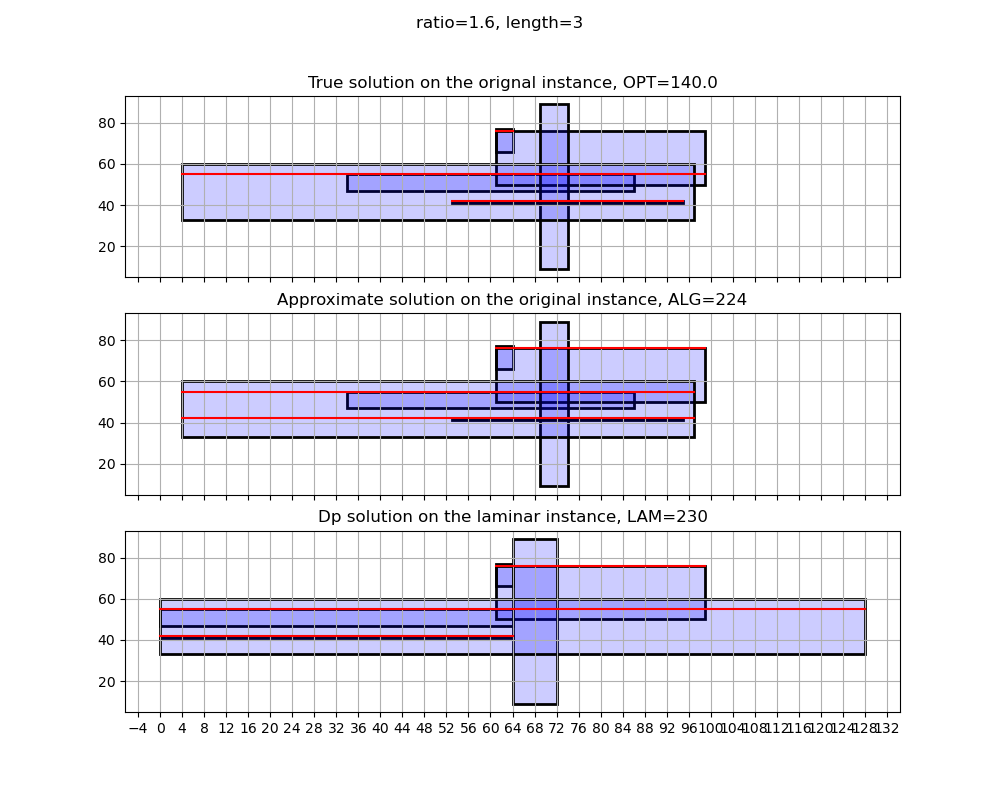 ratio=1.6, length=3
True solution on the orignal instance, OPT=140.0
80
60
40
20
Approximate solution on the original instance, ALG=224
80
60
40
20
Dp solution on the laminar instance, LAM=230
80
60
40
20
−4 0 4 8 12 16 20 24 28 32 36 40 44 48 52 56 60 64 68 72 76 80 84 88 92 96 100 104 108 112 116 120 124 128 132